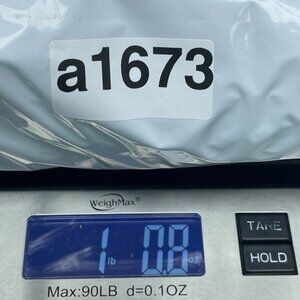 a1673
WeighMax
TARE
1 lb 0.8 oz
HOLD
Max:90LB d=0.1OZ